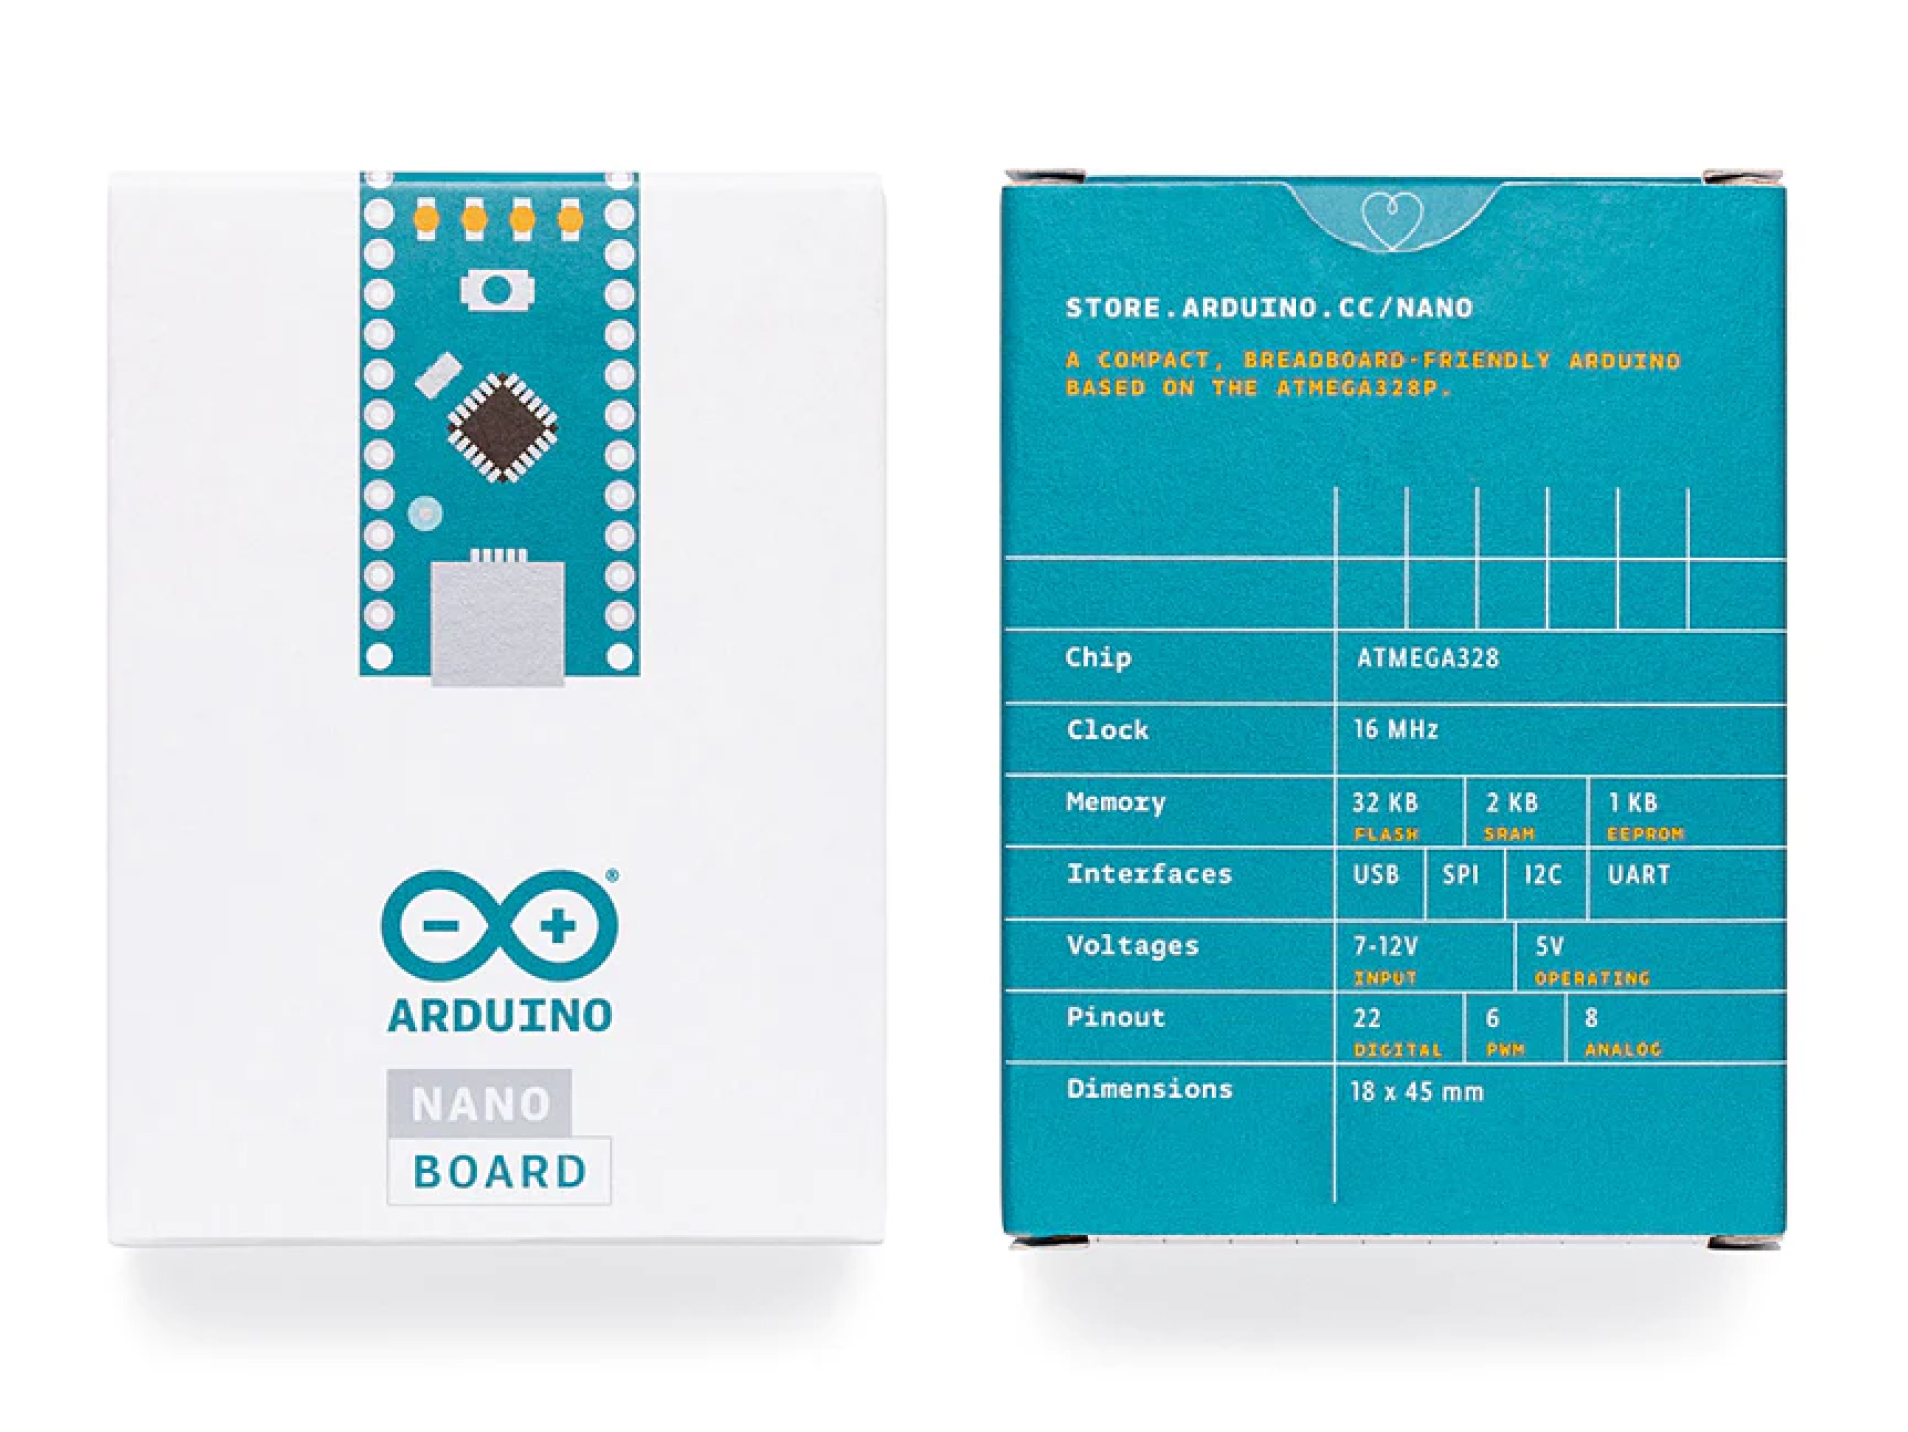 ARDUINO
NANO
BOARD
STORE.ARDUINO.CC/NANO
A COMPACT, BREADBOARD-FRIENDLY ARDUINO
BASED ON THE ATMEGA328P.
Chip ATMEGA328
Clock 16 MHz
Memory 32 KB 2 KB 1 KB
FLASH SRAM EEPROM
Interfaces USB SPI I2C UART
Voltages 7-12V 5V
INPUT OPERATING
Pinout 22 6 8
DIGITAL PWM ANALOG
Dimensions 18 x 45 mm